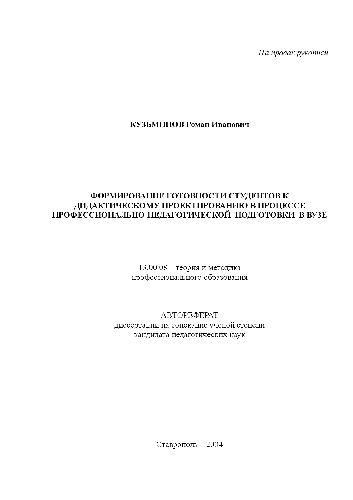 На правах рукописи
КУЗЬМИНОВ Роман Иванович
ФОРМИРОВАНИЕ ГОТОВНОСТИ СТУДЕНТОВ К
ДИДАКТИЧЕСКОМУ ПРОЕКТИРОВАНИЮ В ПРОЦЕССЕ
ПРОФЕССИОНАЛЬНО-ПЕДАГОГИЧЕСКОЙ ПОДГОТОВКИ В ВУЗЕ
13.00.08 – теория и методика
профессионального образования
АВТОРЕФЕРАТ
диссертации на соискание ученой степени
кандидата педагогических наук
Ставрополь – 2004